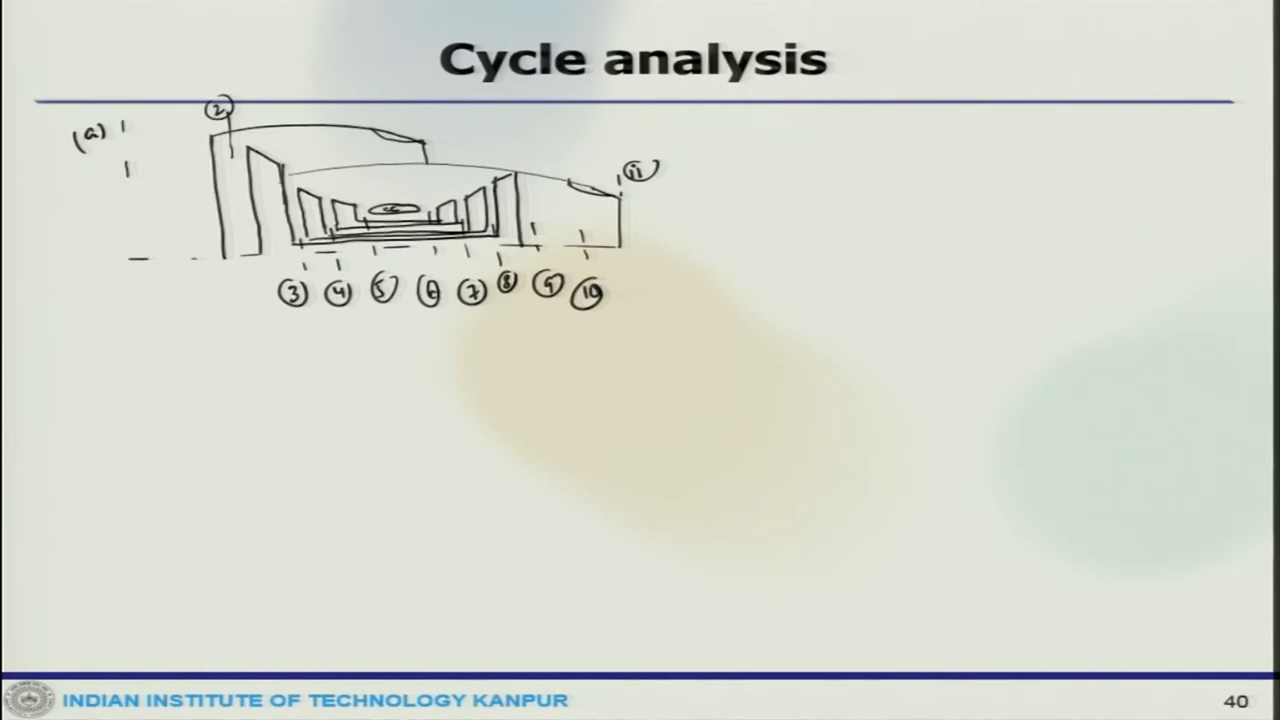 Cycle analysis
(a)
2
11
3 4 5 6 7 8 9 10
INDIAN INSTITUTE OF TECHNOLOGY KANPUR
40